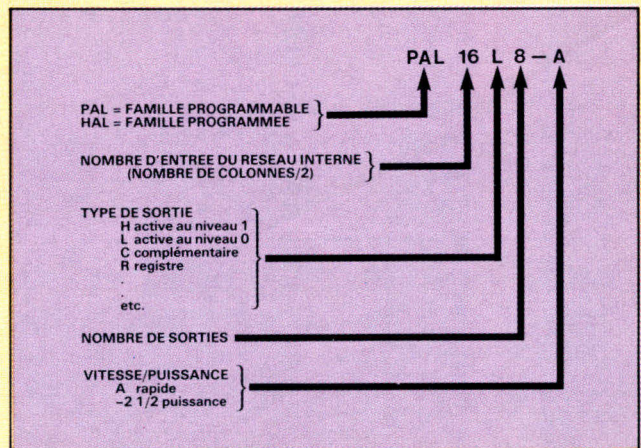 PAL 16 L 8 – A
PAL = FAMILLE PROGRAMMABLE
HAL = FAMILLE PROGRAMMEE
NOMBRE D'ENTREE DU RESEAU INTERNE
(NOMBRE DE COLONNES/2)
TYPE DE SORTIE
H active au niveau 1
L active au niveau 0
C complémentaire
R registre
.
.
etc.
NOMBRE DE SORTIES
VITESSE/PUISSANCE
A rapide
–2 1/2 puissance